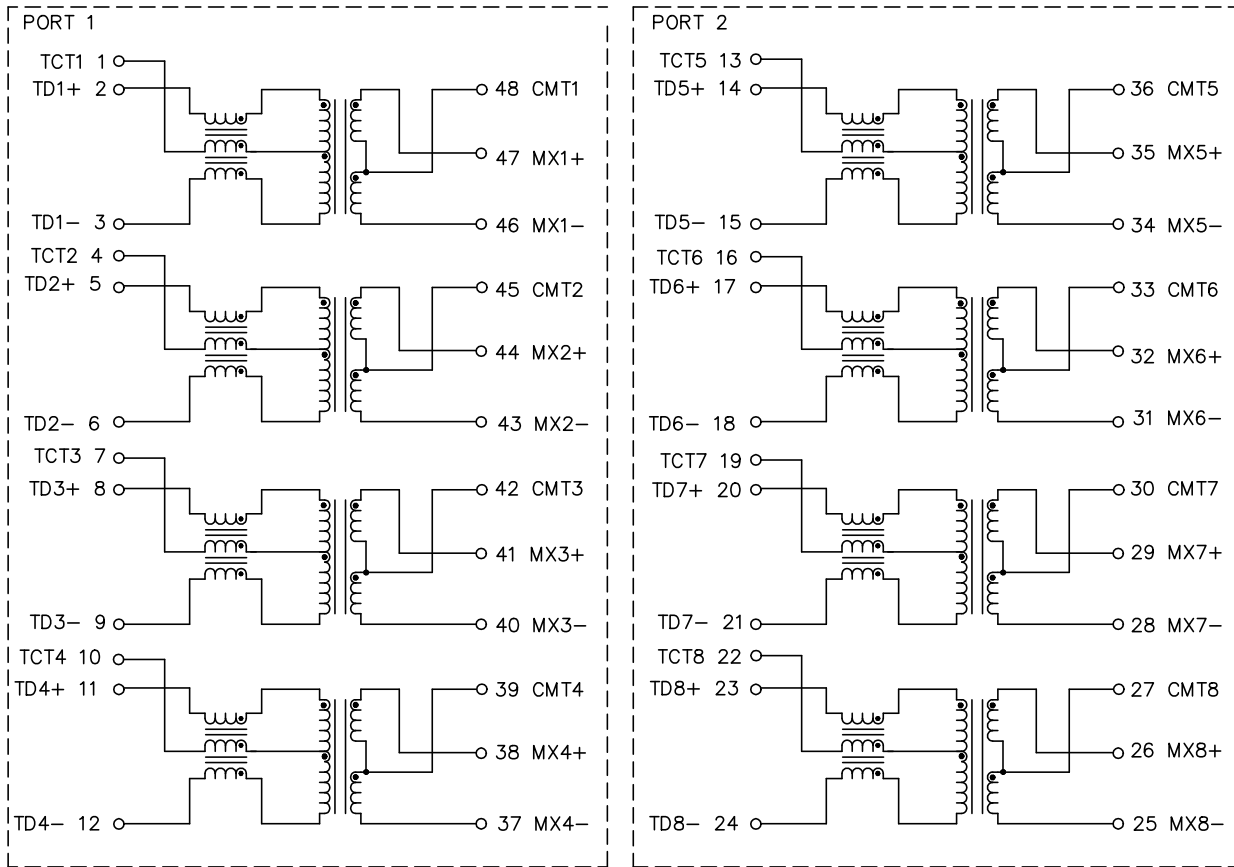 PORT 1
TCT1 1
TD1+ 2
48 CMT1
47 MX1+
TD1- 3
46 MX1-
TCT2 4
TD2+ 5
45 CMT2
44 MX2+
TD2- 6
43 MX2-
TCT3 7
TD3+ 8
42 CMT3
41 MX3+
TD3- 9
40 MX3-
TCT4 10
TD4+ 11
39 CMT4
38 MX4+
TD4- 12
37 MX4-
PORT 2
TCT5 13
TD5+ 14
36 CMT5
35 MX5+
TD5- 15
34 MX5-
TCT6 16
TD6+ 17
33 CMT6
32 MX6+
TD6- 18
31 MX6-
TCT7 19
TD7+ 20
30 CMT7
29 MX7+
TD7- 21
28 MX7-
TCT8 22
TD8+ 23
27 CMT8
26 MX8+
TD8- 24
25 MX8-